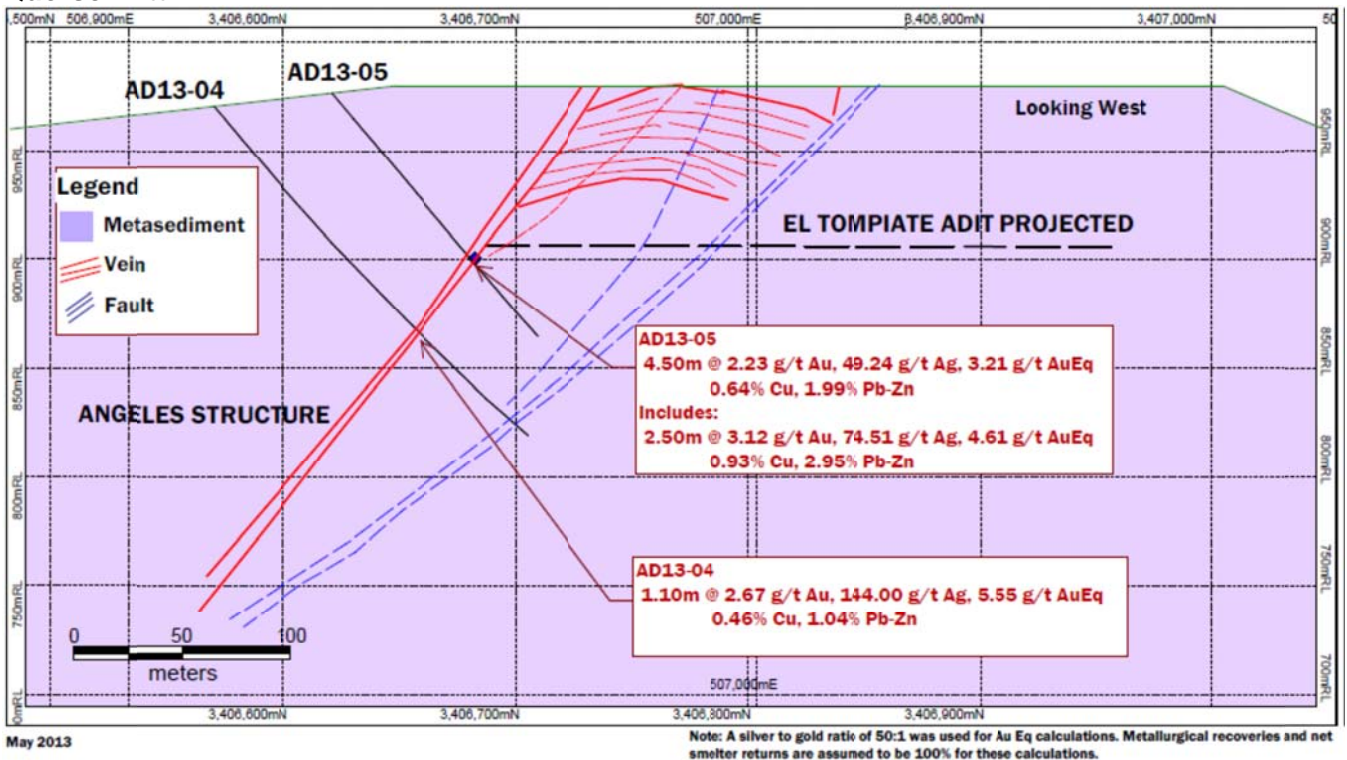 ,500mN 506,900mE 3,406,600mN 3,406,700mN 507,000mE 3,406,900mN 3,407,000mN 50
AD13-05
AD13-04
Looking West
950mRL 950mRL
Legend
Metasediment
Vein
Fault
EL TOMPIATE ADIT PROJECTED
900mRL 900mRL
AD13-05
4.50m @ 2.23 g/t Au, 49.24 g/t Ag, 3.21 g/t AuEq
0.64% Cu, 1.99% Pb-Zn
Includes:
2.50m @ 3.12 g/t Au, 74.51 g/t Ag, 4.61 g/t AuEq
0.93% Cu, 2.95% Pb-Zn
850mRL 850mRL
ANGELES STRUCTURE
800mRL 800mRL
AD13-04
1.10m @ 2.67 g/t Au, 144.00 g/t Ag, 5.55 g/t AuEq
0.46% Cu, 1.04% Pb-Zn
750mRL 750mRL
0 50 100
meters
700mRL
507,000mE
0mRL
3,406,600mN 3,406,700mN 3,406,800mN 3,406,900mN
May 2013
Note: A silver to gold ratio of 50:1 was used for Au Eq calculations. Metallurgical recoveries and net
smelter returns are assumed to be 100% for these calculations.